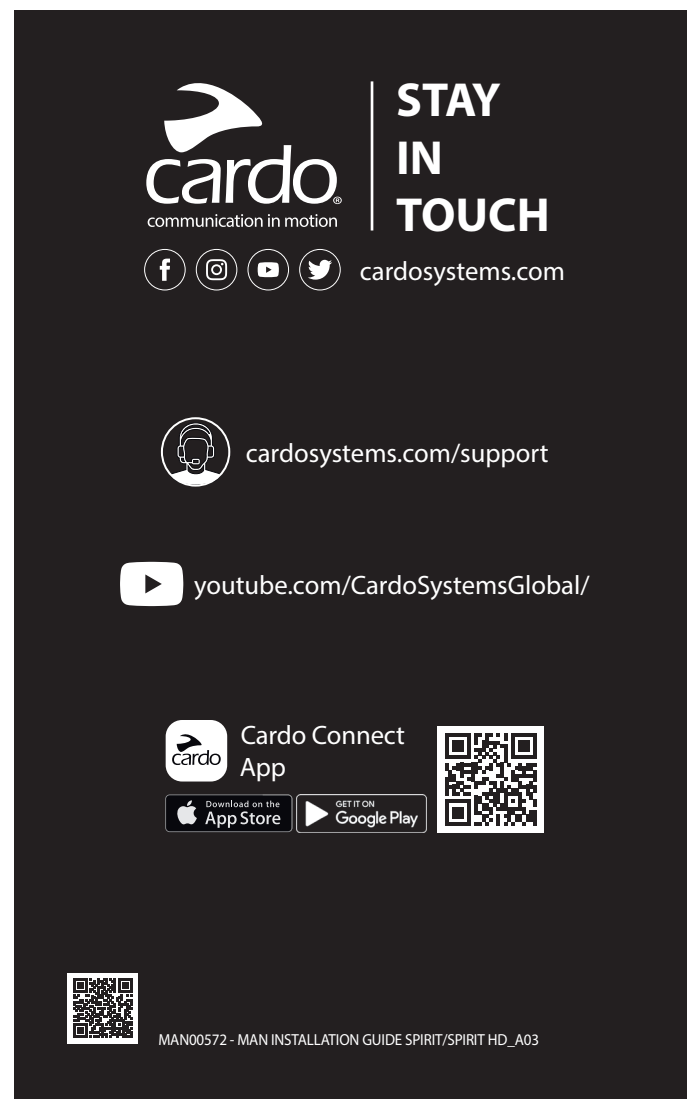 cardo®
communication in motion
STAY
IN
TOUCH
cardosystems.com
cardosystems.com/support
youtube.com/CardoSystemsGlobal/
cardo
Cardo Connect
App
Download on the
App Store
GET IT ON
Google Play
MAN00572 - MAN INSTALLATION GUIDE SPIRIT/SPIRIT HD_A03